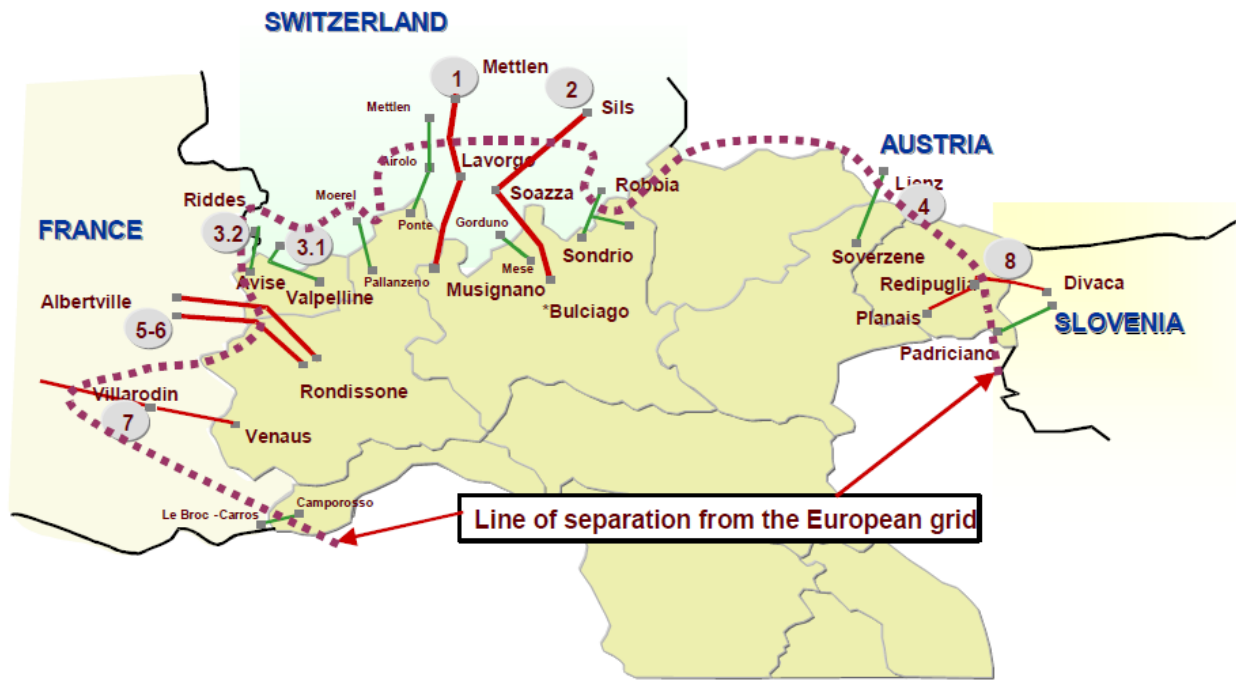 SWITZERLAND
1
Mettlen
2
Sils
Mettlen
AUSTRIA
Airolo
Lavorgo
Riddes
Moerel
Soazza
Robbia
Lienz
4
FRANCE
3.2
3.1
Ponte
Gorduno
Sondrio
Soverzene
8
Avise
Valpelline
Pallanzeno
Mese
Musignano
Redipuglia
Divaca
Albertville
*Bulciago
Planais
SLOVENIA
5-6
Padriciano
Villarodin
Rondissone
7
Venaus
Le Broc -Carros
Camporosso
Line of separation from the European grid